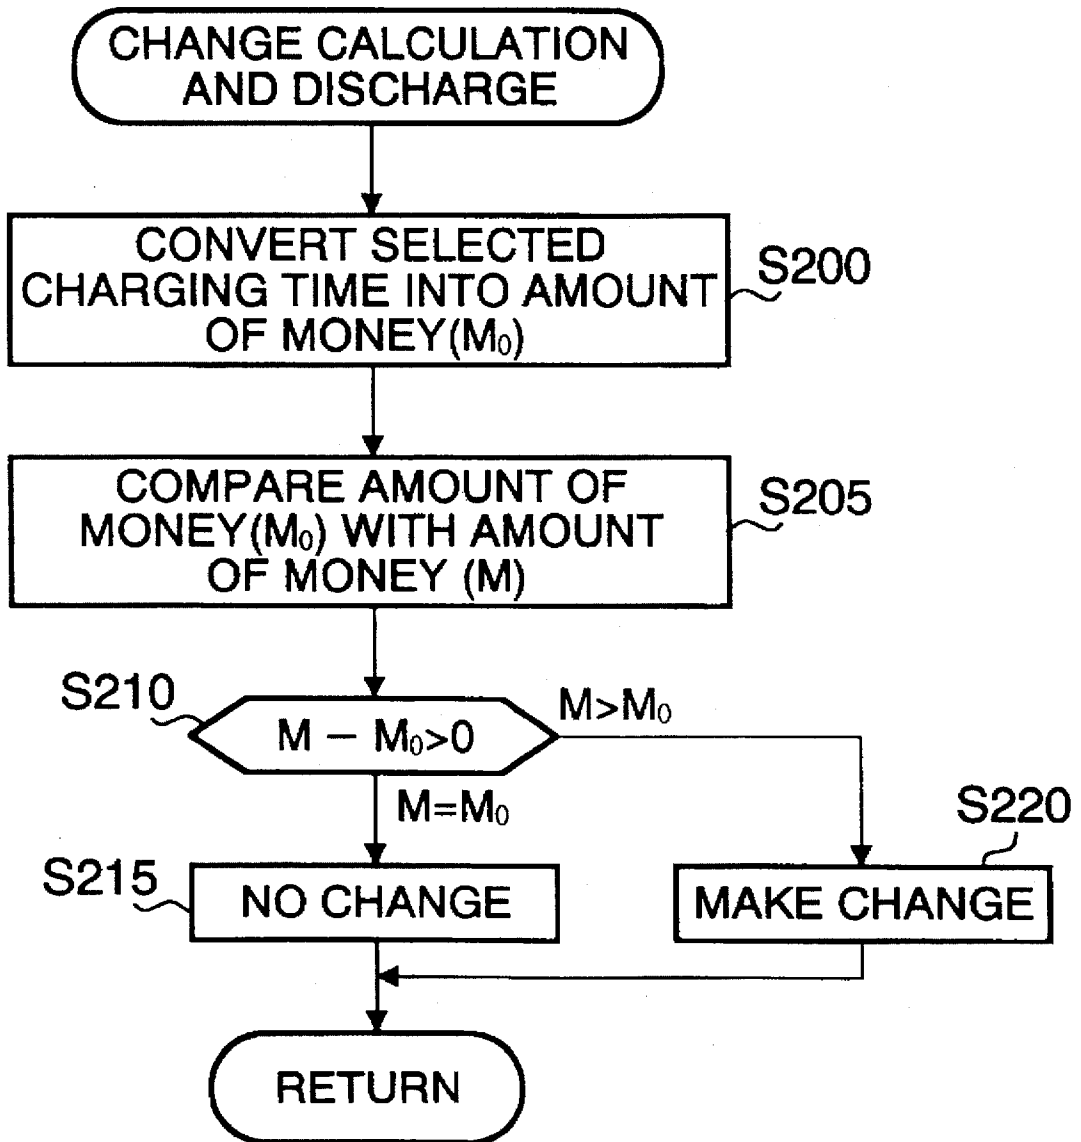 CHANGE CALCULATION
AND DISCHARGE
CONVERT SELECTED
CHARGING TIME INTO AMOUNT
OF MONEY(M₀)
S200
COMPARE AMOUNT OF
MONEY(M₀) WITH AMOUNT
OF MONEY (M)
S205
S210
M − M₀>0
M>M₀
M=M₀
S215
NO CHANGE
S220
MAKE CHANGE
RETURN